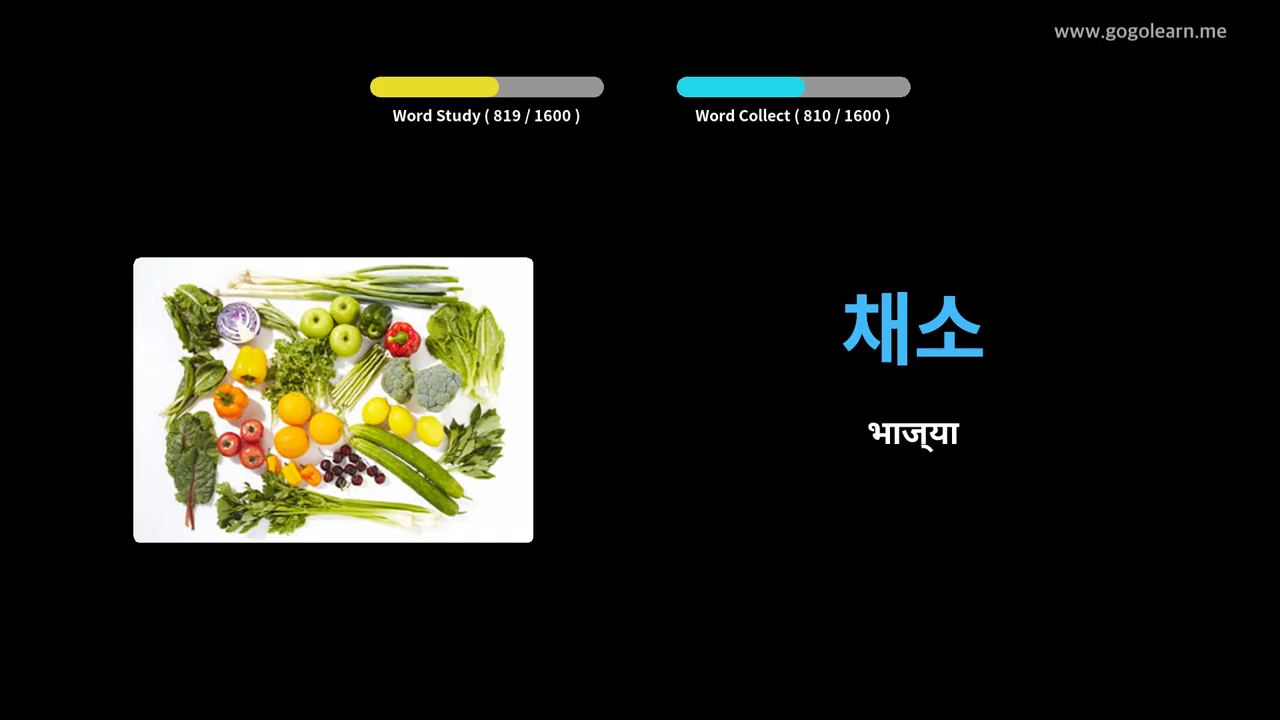 www.gogolearn.me
Word Study ( 819 / 1600 )
Word Collect ( 810 / 1600 )
채소
भाज्या